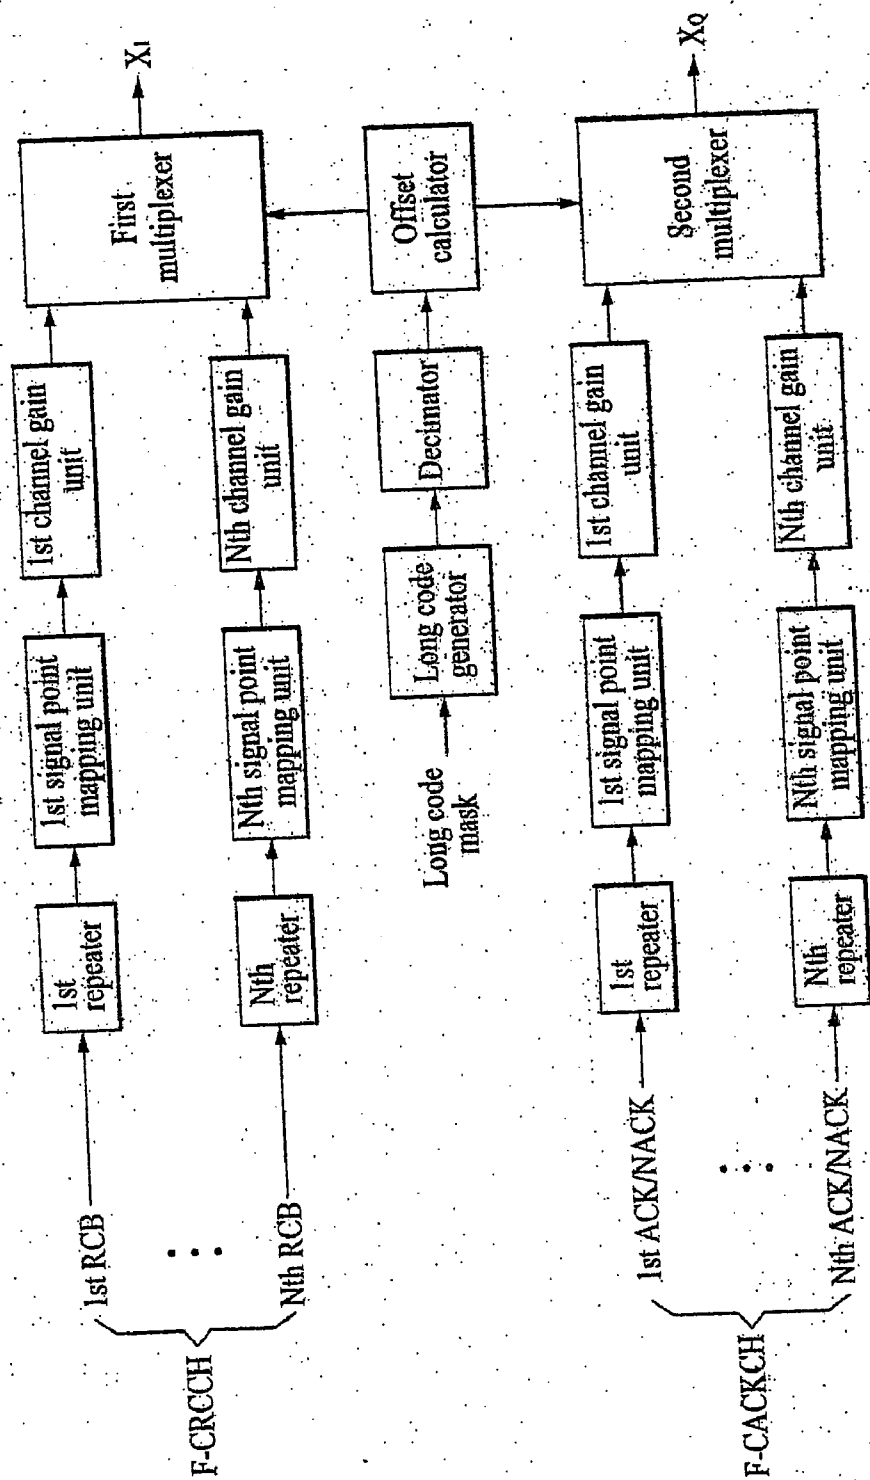 F-CRCCH
1st RCB
1st
repeater
1st signal point
mapping unit
1st channel gain
unit
First
multiplexer
XI
Nth RCB
Nth
repeater
Nth signal point
mapping unit
Nth channel gain
unit
Long code
mask
Long code
generator
Decimator
Offset
calculator
F-CACKCH
1st ACK/NACK
1st
repeater
1st signal point
mapping unit
1st channel gain
unit
Second
multiplexer
XQ
Nth ACK/NACK
Nth
repeater
Nth signal point
mapping unit
Nth channel gain
unit